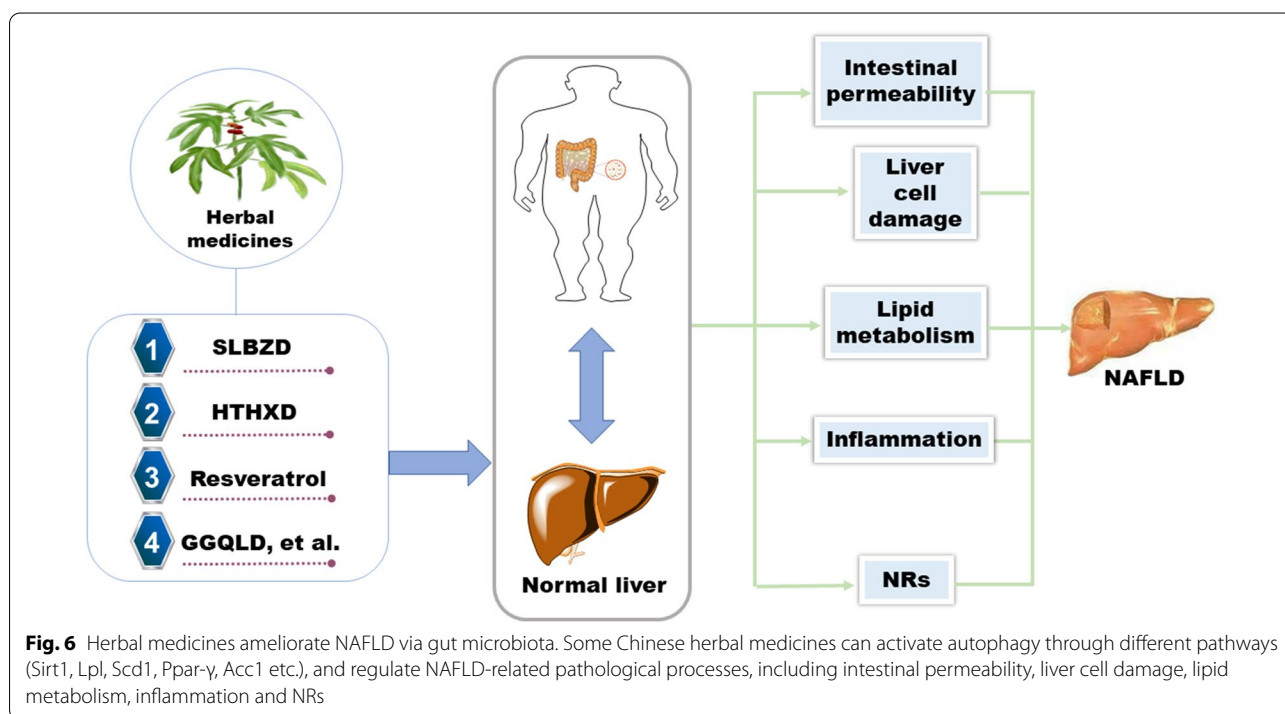 Herbal
medicines
1
SLBZD
2
HTHXD
3
Resveratrol
4
GGQLD, et al.
Normal liver
Intestinal
permeability
Liver
cell
damage
Lipid
metabolism
Inflammation
NRs
NAFLD
Fig. 6 Herbal medicines ameliorate NAFLD via gut microbiota. Some Chinese herbal medicines can activate autophagy through different pathways
(Sirt1, Lpl, Scd1, Ppar-γ, Acc1 etc.), and regulate NAFLD-related pathological processes, including intestinal permeability, liver cell damage, lipid
metabolism, inflammation and NRs